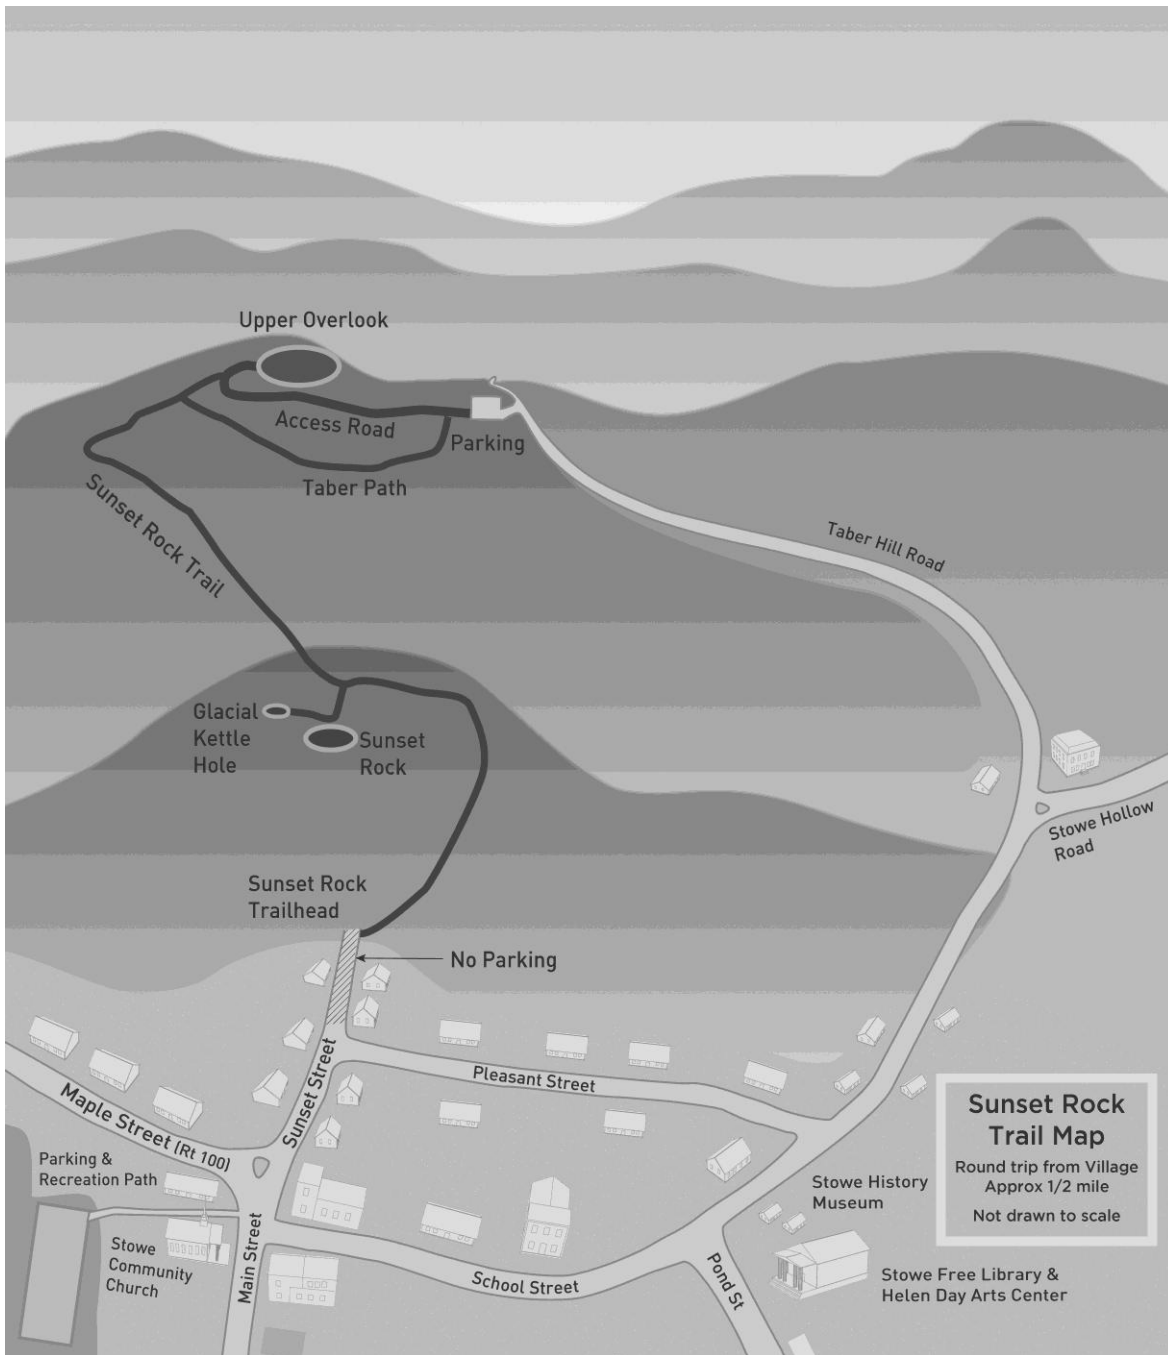 Upper Overlook
Access Road
Parking
Taber Path
Sunset Rock Trail
Taber Hill Road
Glacial
Kettle
Hole
Sunset
Rock
Stowe Hollow
Road
Sunset Rock
Trailhead
No Parking
Pleasant Street
Sunset Street
Maple Street (Rt 100)
Parking &
Recreation Path
Stowe
Community
Church
Main Street
School Street
Pond St
Stowe History
Museum
Stowe Free Library &
Helen Day Arts Center
Sunset Rock
Trail Map
Round trip from Village
Approx 1/2 mile
Not drawn to scale